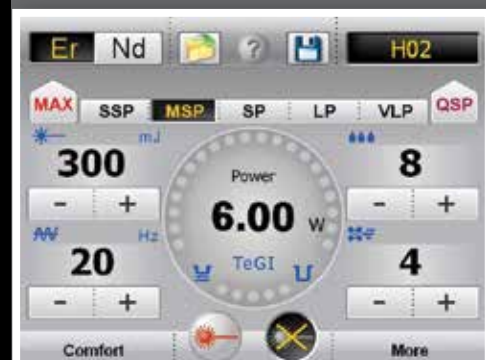 Er Nd ? H02
MAX SSP MSP SP LP VLP QSP
mJ
300
- +
Hz
20
- +
Power
6.00 W
TeGI
8
- +
4
- +
Comfort
More